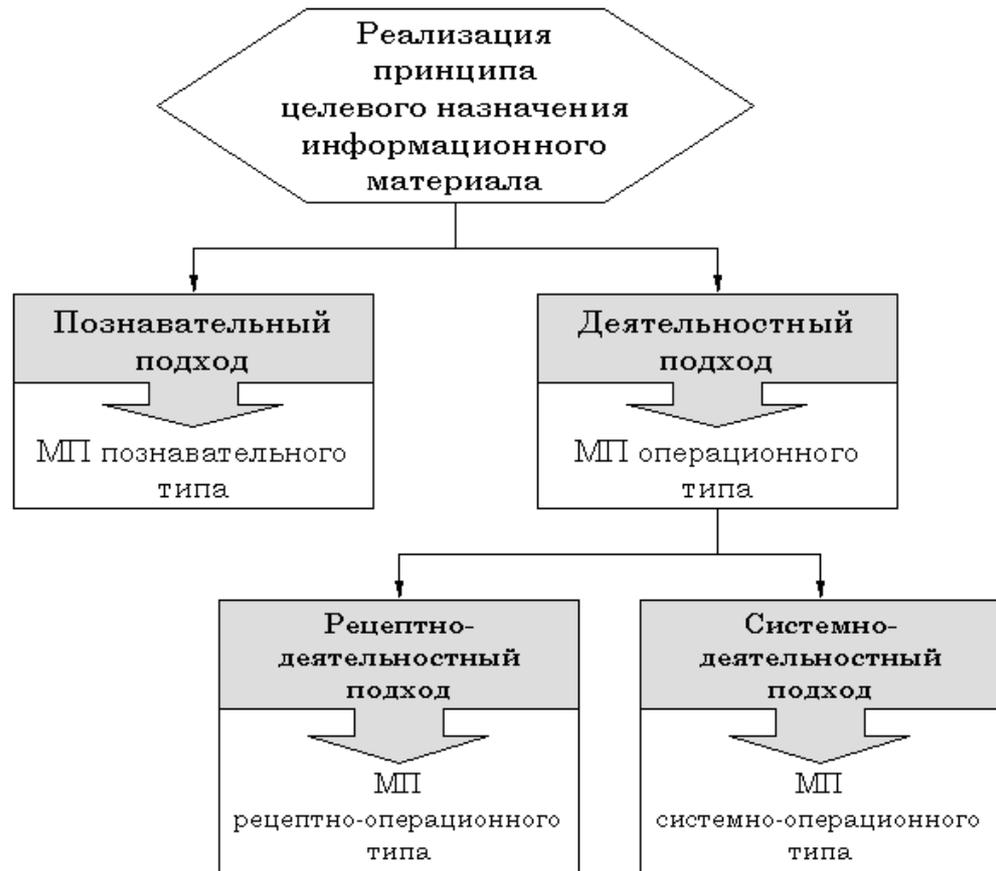 Реализация
принципа
целевого назначения
информационного
материала
Познавательный
подход
МП познавательного
типа
Деятельностный
подход
МП операционного
типа
Рецептно-
деятельностный
подход
МП
рецептно-операционного
типа
Системно-
деятельностный
подход
МП
системно-операционного
типа